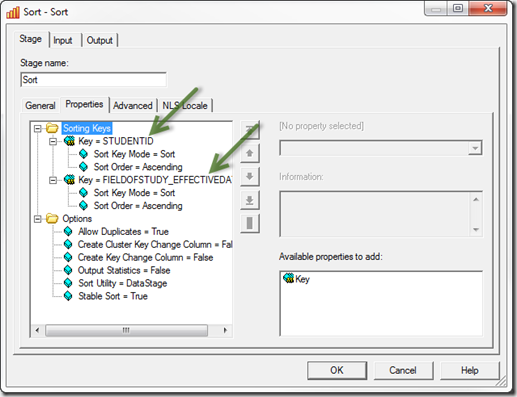 Sort - Sort
Stage Input Output
Stage name:
Sort
General Properties Advanced NLS Locale
Sorting Keys
Key = STUDENTID
Sort Key Mode = Sort
Sort Order = Ascending
Key = FIELDOFSTUDY_EFFECTIVEDA
Sort Key Mode = Sort
Sort Order = Ascending
Options
Allow Duplicates = True
Create Cluster Key Change Column = Fal
Create Key Change Column = False
Output Statistics = False
Sort Utility = DataStage
Stable Sort = True
[No property selected]
Information:
Available properties to add:
Key
OK Cancel Help